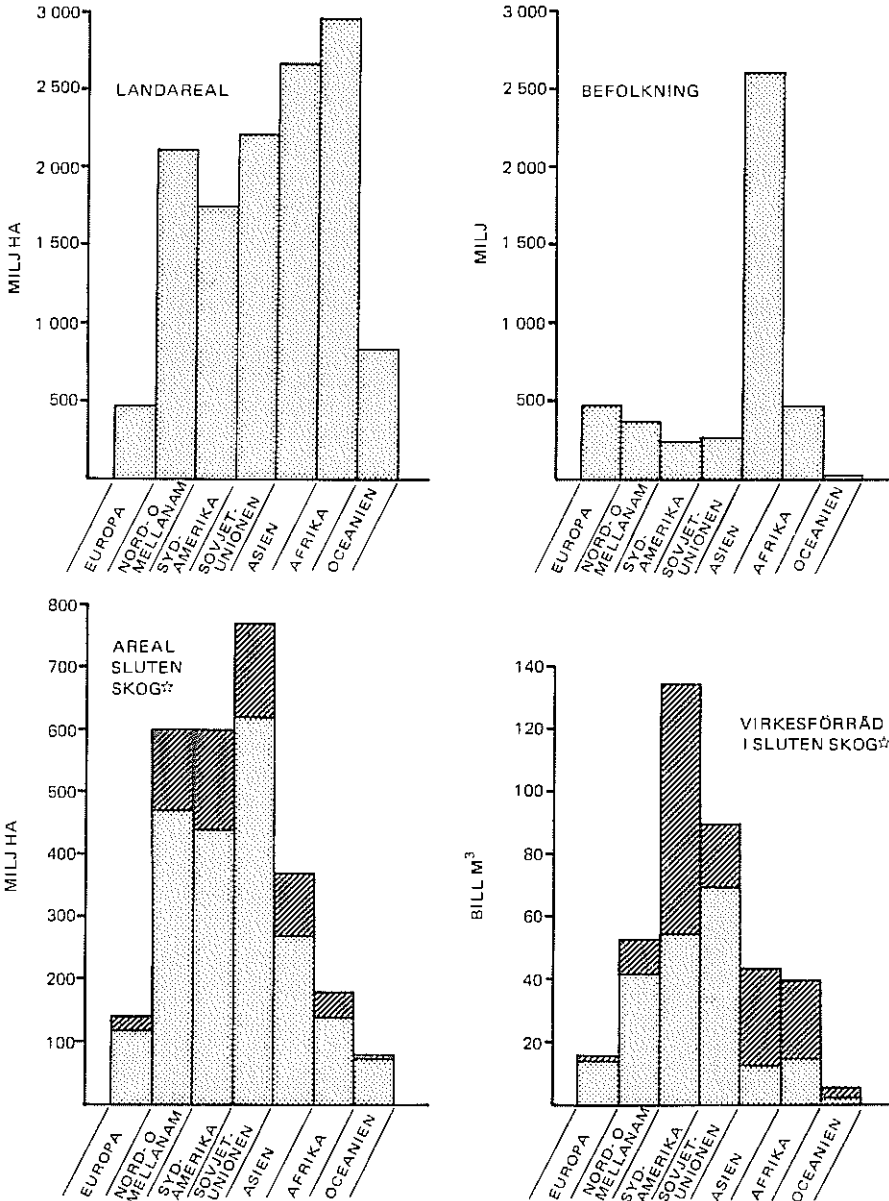 3 000
2 500
2 000
1 500
1 000
500
MILJ HA
LANDAREAL
EUROPA
NORD- O
MELLANAM
SYD-
AMERIKA
SOVJET-
UNIONEN
ASIEN
AFRIKA
OCEANIEN
3 000
2 500
2 000
1 500
1 000
500
MILJ
BEFOLKNING
EUROPA
NORD- O
MELLANAM
SYD-
AMERIKA
SOVJET-
UNIONEN
ASIEN
AFRIKA
OCEANIEN
800
700
600
500
400
300
200
100
MILJ HA
AREAL
SLUTEN
SKOG☆
EUROPA
NORD- O
MELLANAM
SYD-
AMERIKA
SOVJET-
UNIONEN
ASIEN
AFRIKA
OCEANIEN
140
120
100
80
60
40
20
BILL M³
VIRKESFÖRRÅD
I SLUTEN SKOG☆
EUROPA
NORD- O
MELLANAM
SYD-
AMERIKA
SOVJET-
UNIONEN
ASIEN
AFRIKA
OCEANIEN